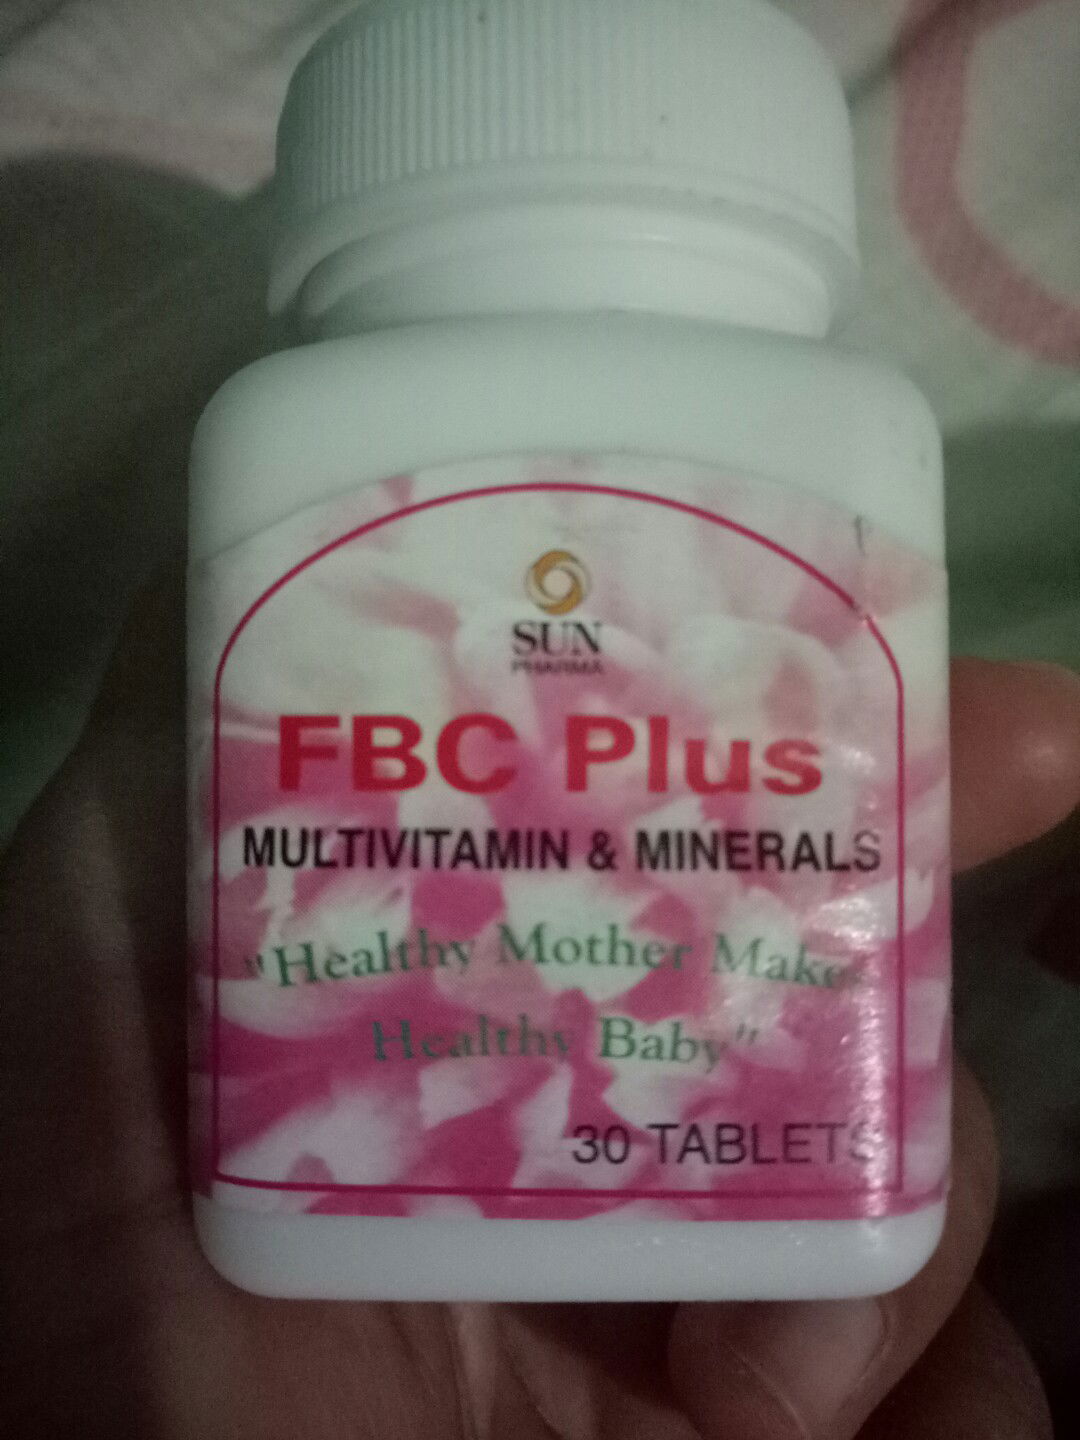 SUN
PHARMA
FBC Plus
MULTIVITAMIN & MINERALS
"Healthy Mother Makes
Healthy Baby"
30 TABLETS